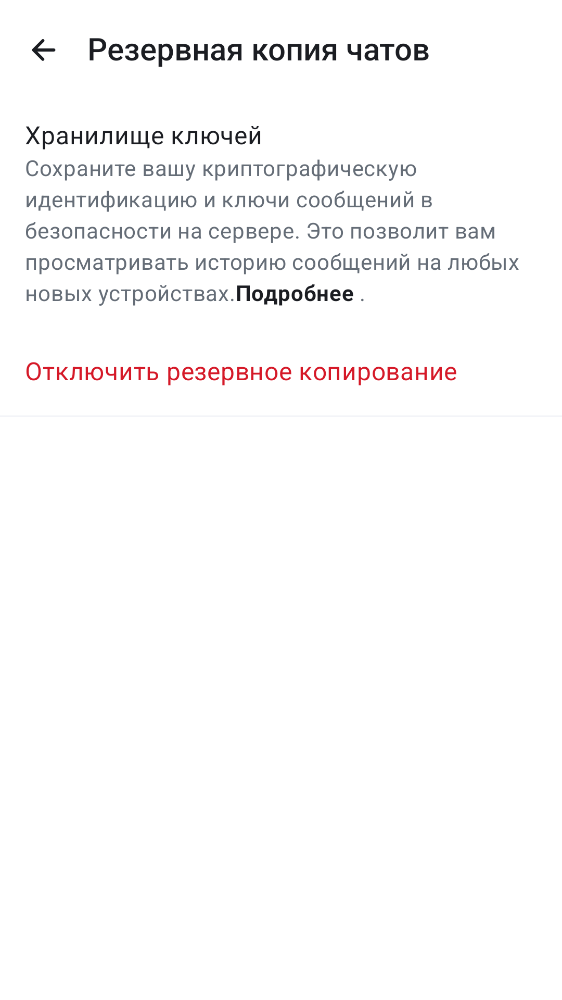 Резервная копия чатов
Хранилище ключей
Сохраните вашу криптографическую
идентификацию и ключи сообщений в
безопасности на сервере. Это позволит вам
просматривать историю сообщений на любых
новых устройствах.Подробнее .
Отключить резервное копирование